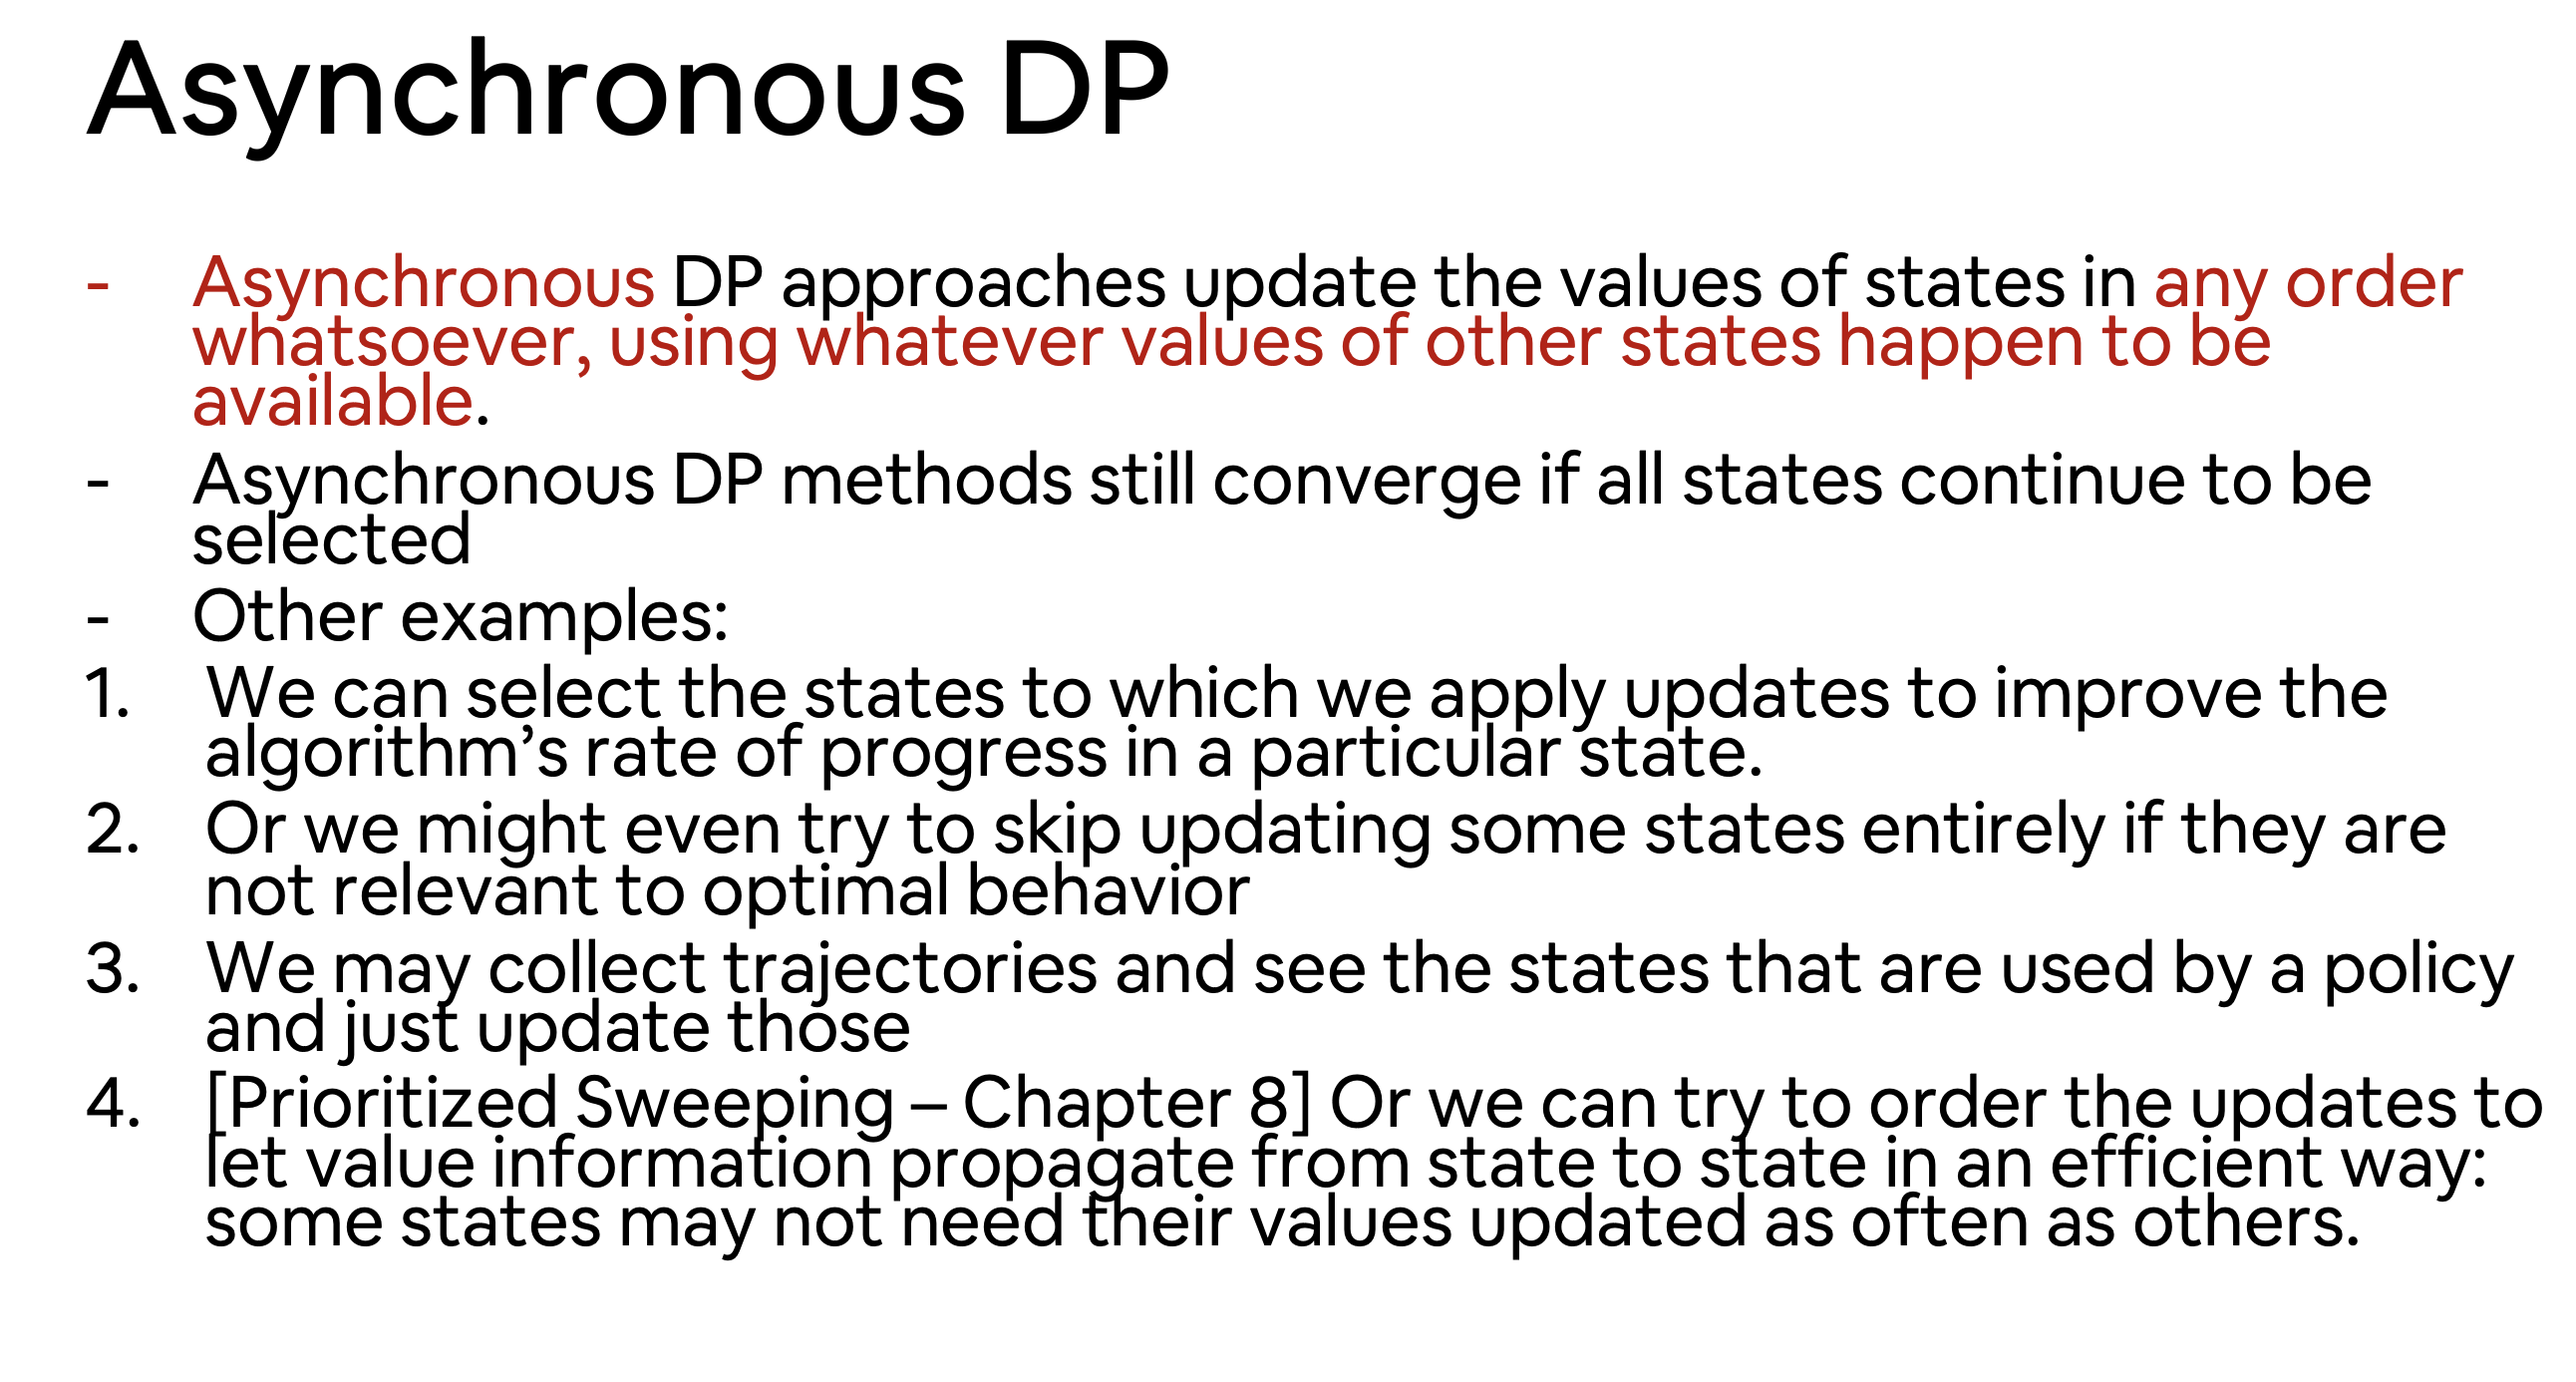 Asynchronous DP
- Asynchronous DP approaches update the values of states in any order
whatsoever, using whatever values of other states happen to be
available.
- Asynchronous DP methods still converge if all states continue to be
selected
- Other examples:
1. We can select the states to which we apply updates to improve the
algorithm’s rate of progress in a particular state.
2. Or we might even try to skip updating some states entirely if they are
not relevant to optimal behavior
3. We may collect trajectories and see the states that are used by a policy
and just update those
4. [Prioritized Sweeping – Chapter 8] Or we can try to order the updates to
let value information propagate from state to state in an efficient way:
some states may not need their values updated as often as others.